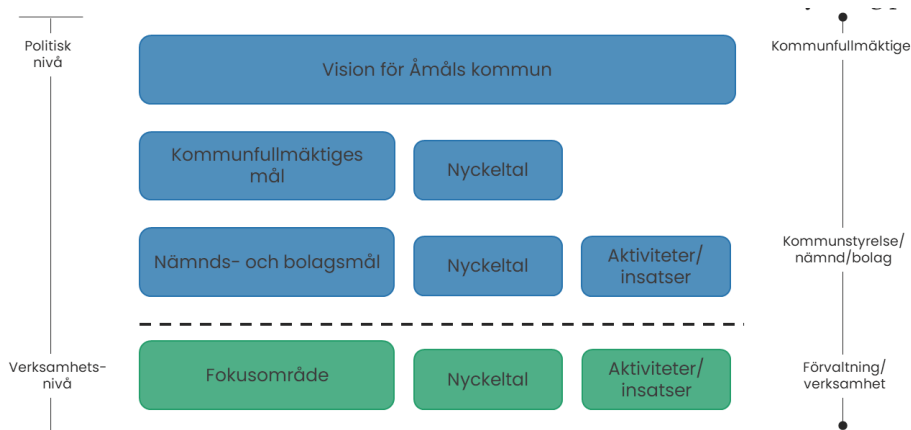 Politisk
nivå
Kommunfullmäktige
Vision för Åmåls kommun
Kommunfullmäktiges
mål
Nyckeltal
Nämnds- och bolagsmål
Nyckeltal
Aktiviteter/
insatser
Kommunstyrelse/
nämnd/bolag
Verksamhets-
nivå
Fokusområde
Nyckeltal
Aktiviteter/
insatser
Förvaltning/
verksamhet